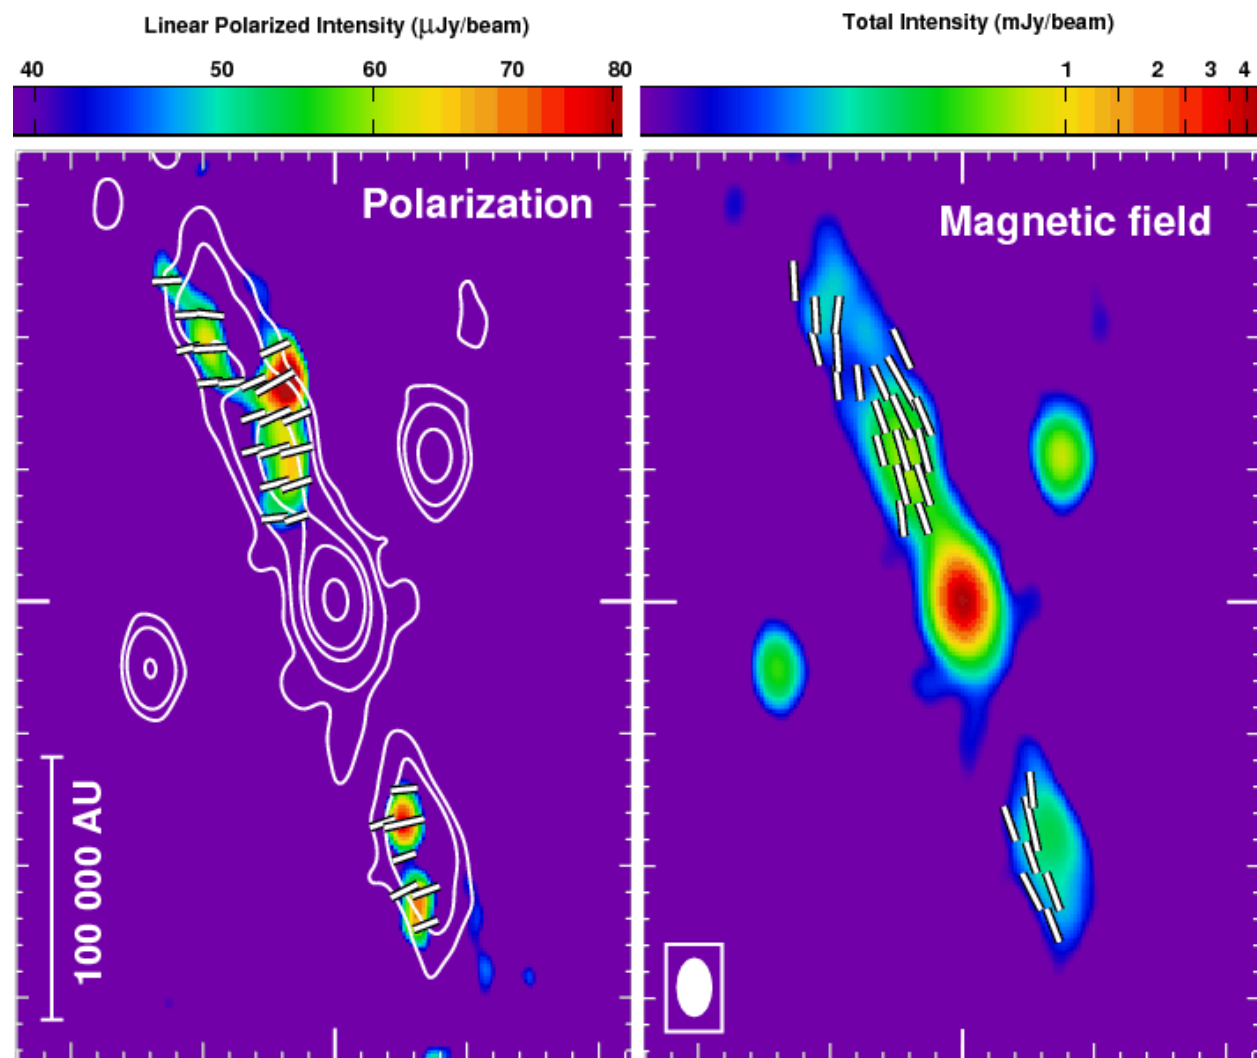 Linear Polarized Intensity (μJy/beam)
Total Intensity (mJy/beam)
40 50 60 70 80
1 2 3 4
Polarization
Magnetic field
100 000 AU